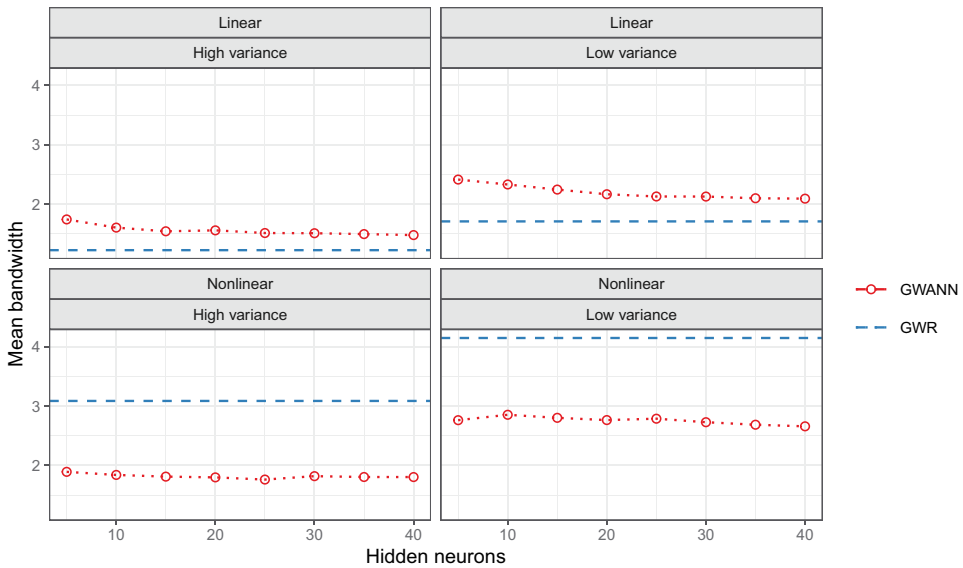 Linear
Linear
High variance
Low variance
4
3
2
Nonlinear
Nonlinear
High variance
Low variance
4
3
2
10
20
30
40
10
20
30
40
Hidden neurons
Mean bandwidth
GWANN
GWR